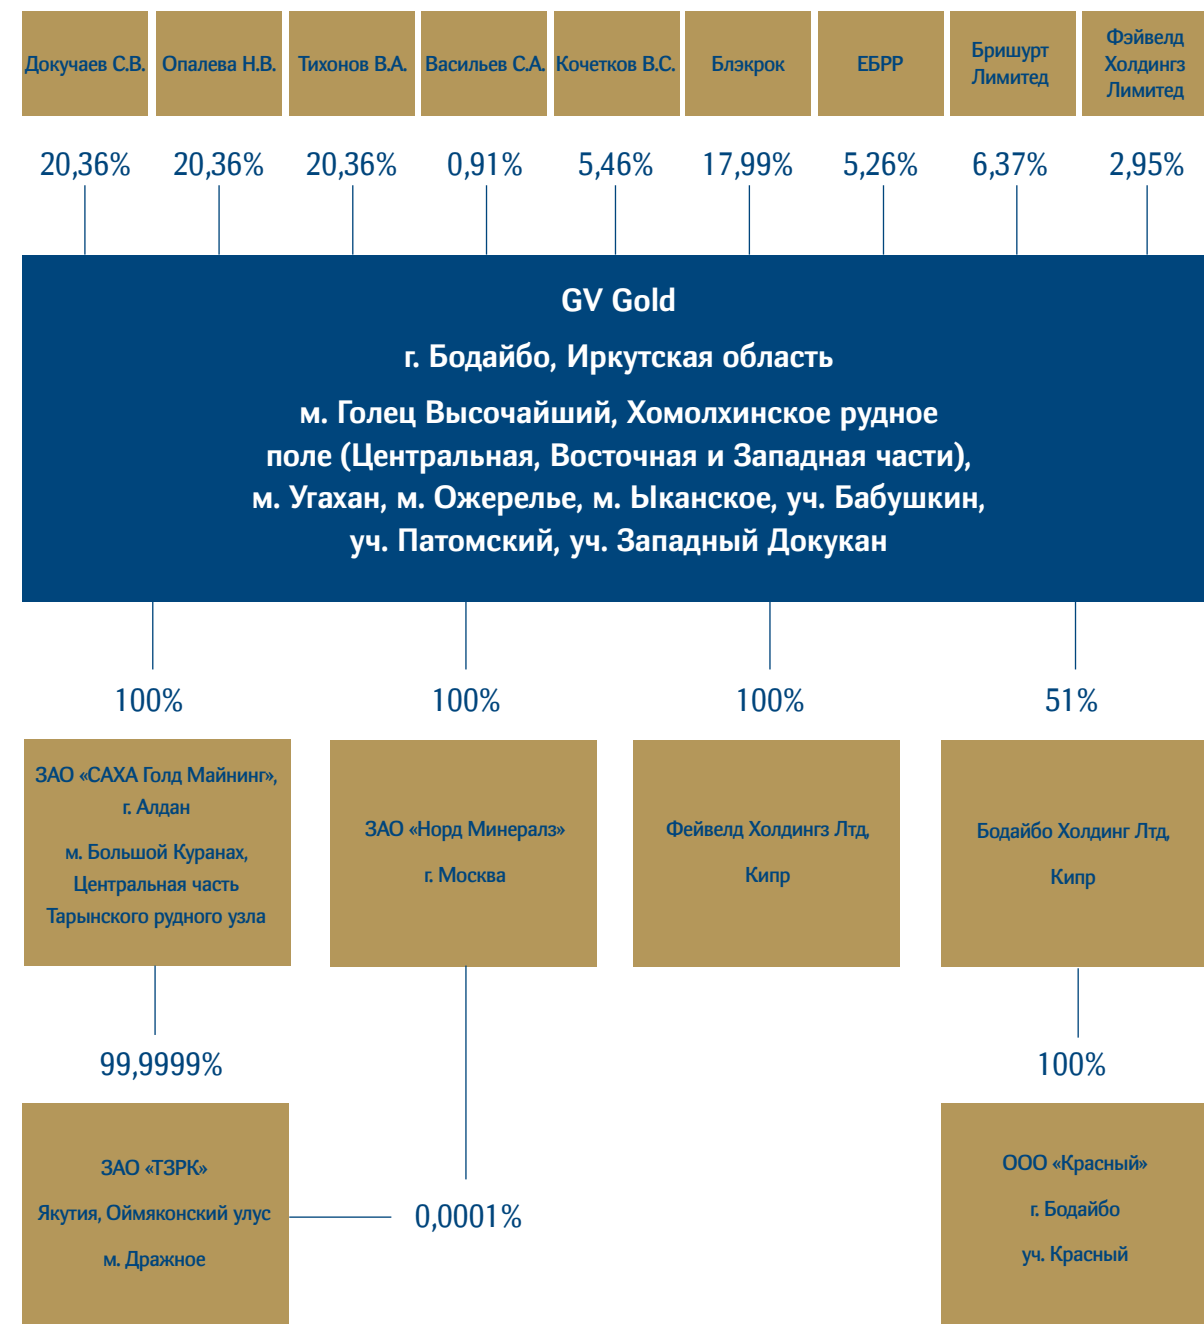 Докучаев С.В.
Опалева Н.В.
Тихонов В.А.
Васильев С.А.
Кочетков В.С.
Блэкрок
ЕБРР
Бришурт
Лимитед
Фэйвелд
Холдингз
Лимитед
20,36%
20,36%
20,36%
0,91%
5,46%
17,99%
5,26%
6,37%
2,95%
GV Gold
г. Бодайбо, Иркутская область
м. Голец Высочайший, Хомолхинское рудное
поле (Центральная, Восточная и Западная части),
м. Угахан, м. Ожерелье, м. Ыканское, уч. Бабушкин,
уч. Патомский, уч. Западный Докукан
100%
100%
100%
51%
ЗАО «САХА Голд Майнинг»,
г. Алдан
м. Большой Куранах,
Центральная часть
Тарынского рудного узла
ЗАО «Норд Минералз»
г. Москва
Фейвелд Холдингз Лтд,
Кипр
Бодайбо Холдинг Лтд,
Кипр
99,9999%
100%
ЗАО «ТЗРК»
Якутия, Оймяконский улус
м. Дражное
0,0001%
ООО «Красный»
г. Бодайбо
уч. Красный